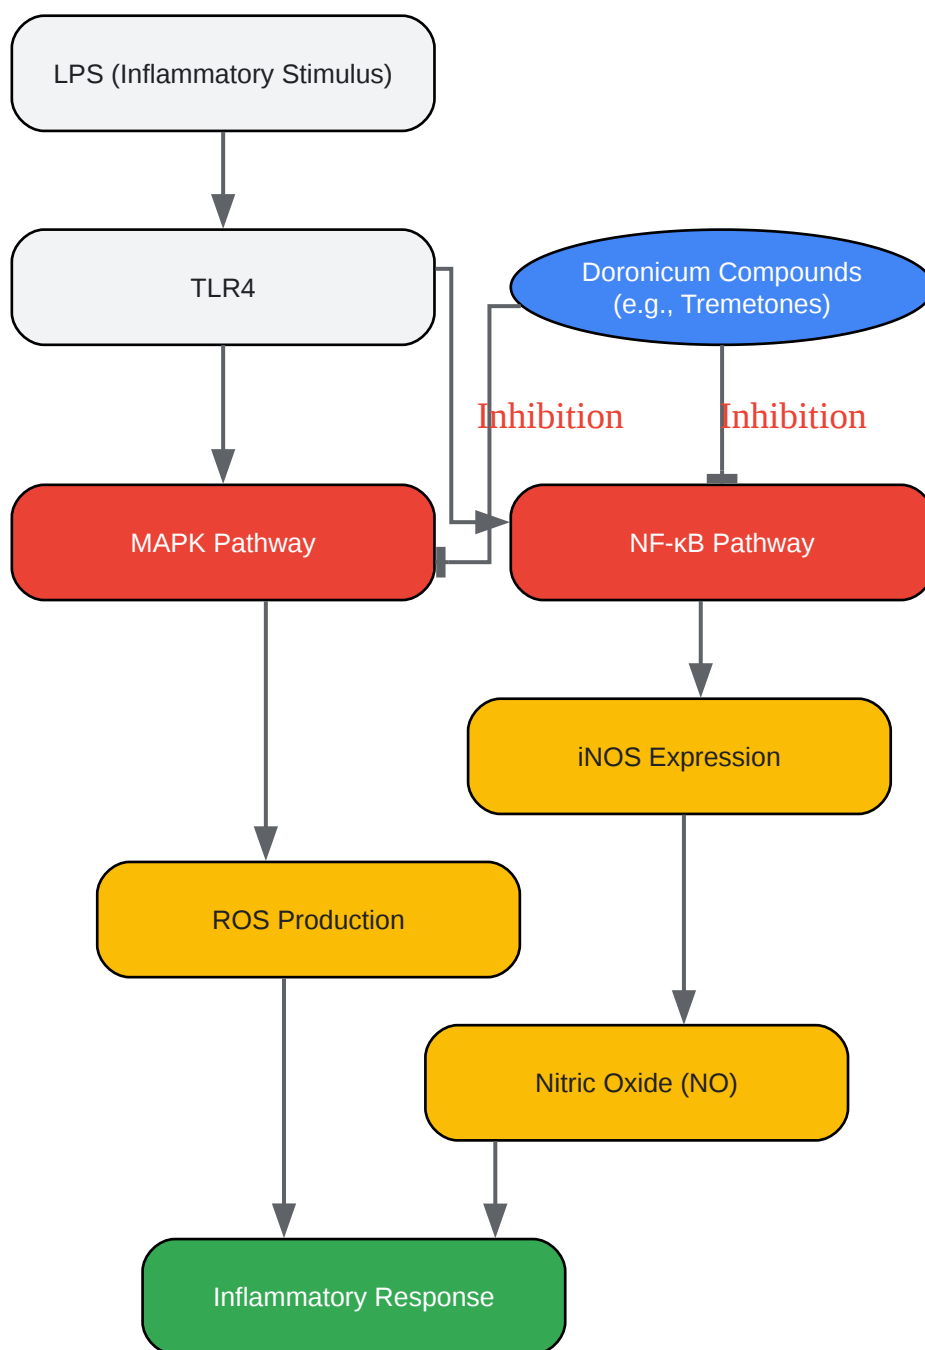 LPS (Inflammatory Stimulus)
TLR4
Doronicum Compounds
(e.g., Tremetones)
Inhibition
Inhibition
MAPK Pathway
NF-κB Pathway
iNOS Expression
ROS Production
Nitric Oxide (NO)
Inflammatory Response